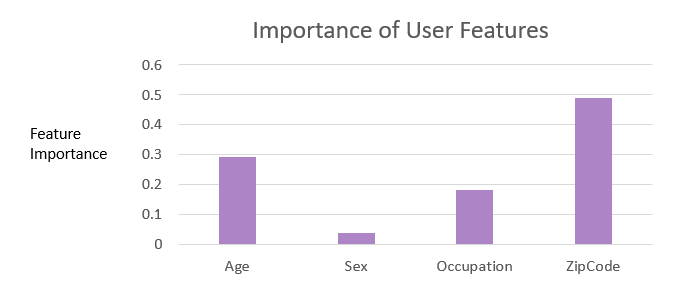 Importance of User Features
0.6
0.5
0.4
0.3
0.2
0.1
0
Feature
Importance
Age
Sex
Occupation
ZipCode